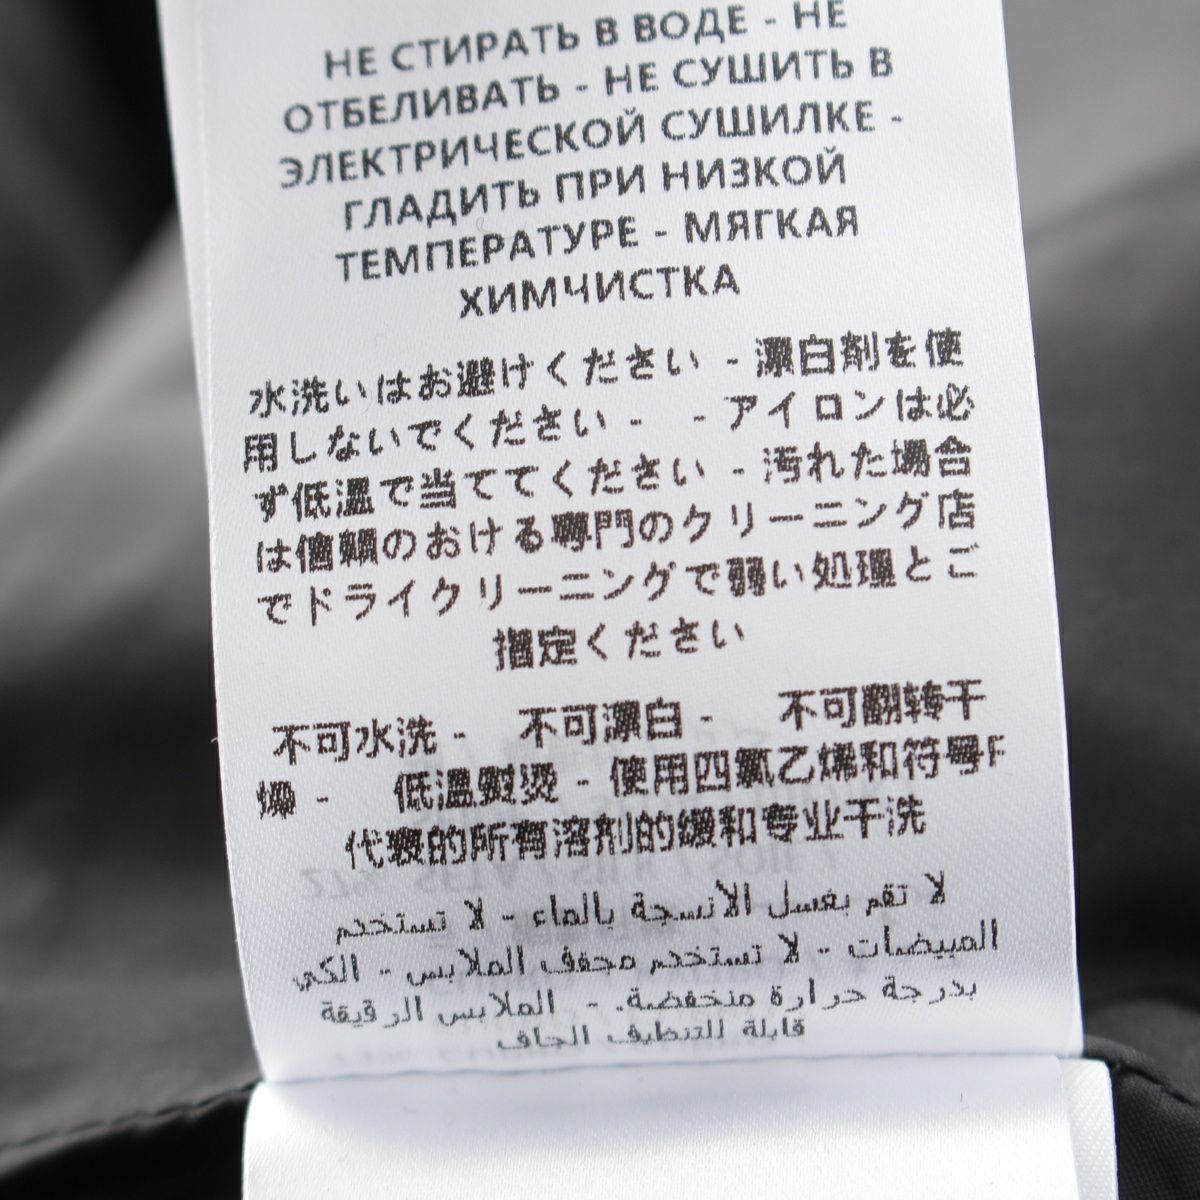 НЕ СТИРАТЬ В ВОДЕ - НЕ
ОТБЕЛИВАТЬ - НЕ СУШИТЬ В
ЭЛЕКТРИЧЕСКОЙ СУШИЛКЕ -
ГЛАДИТЬ ПРИ НИЗКОЙ
ТЕМПЕРАТУРЕ - МЯГКАЯ
ХИМЧИСТКА
水洗いはお避けください - 漂白剤を使
用しないでください - - アイロンは必
ず低温で当ててください - 汚れた場合
は信頼のおける専門のクリーニング店
でドライクリーニングで弱い処理とご
指定ください
不可水洗 - 不可漂白 - 不可翻转干
燥 - 低温熨烫 - 使用四氯乙烯和符号F
代表的所有溶剂的缓和专业干洗
لا تقم بغسل الأنسجة بالماء - لا تستخدم
المبيضات - لا تستخدم مجفف الملابس - الكي
بدرجة حرارة منخفضة. - الملابس الرقيقة
قابلة للتنظيف الجاف